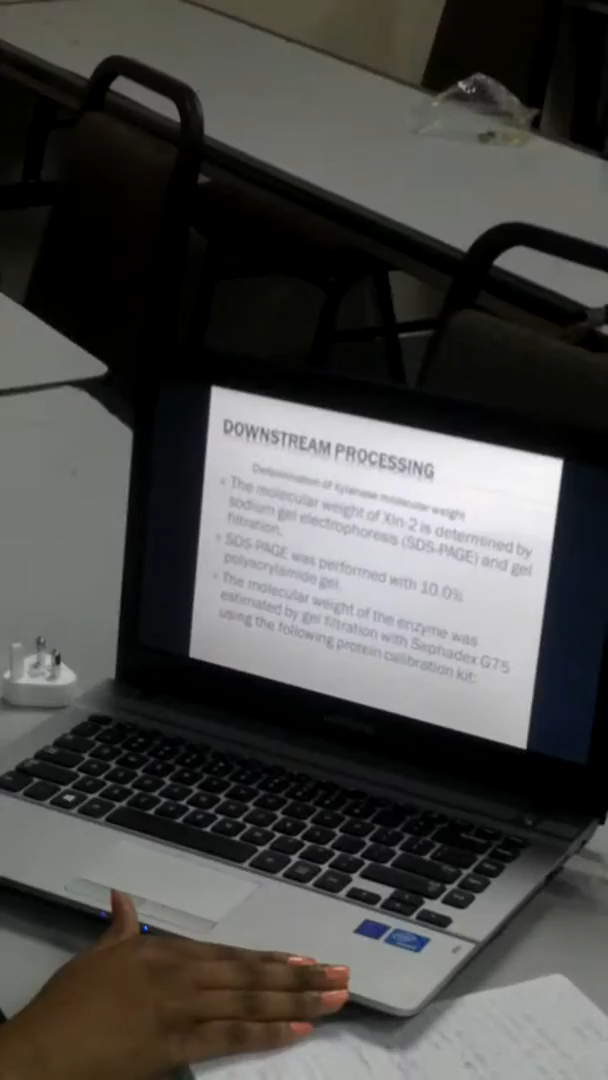 DOWNSTREAM PROCESSING
Determination of Xylanase molecular weight
The molecular weight of Xln-2 is determined by
sodium gel electrophoresis (SDS-PAGE) and gel
filtration.
SDS-PAGE was performed with 10.0%
polyacrylamide gel.
The molecular weight of the enzyme was
estimated by gel filtration with Sephadex G75
using the following protein calibration kit: